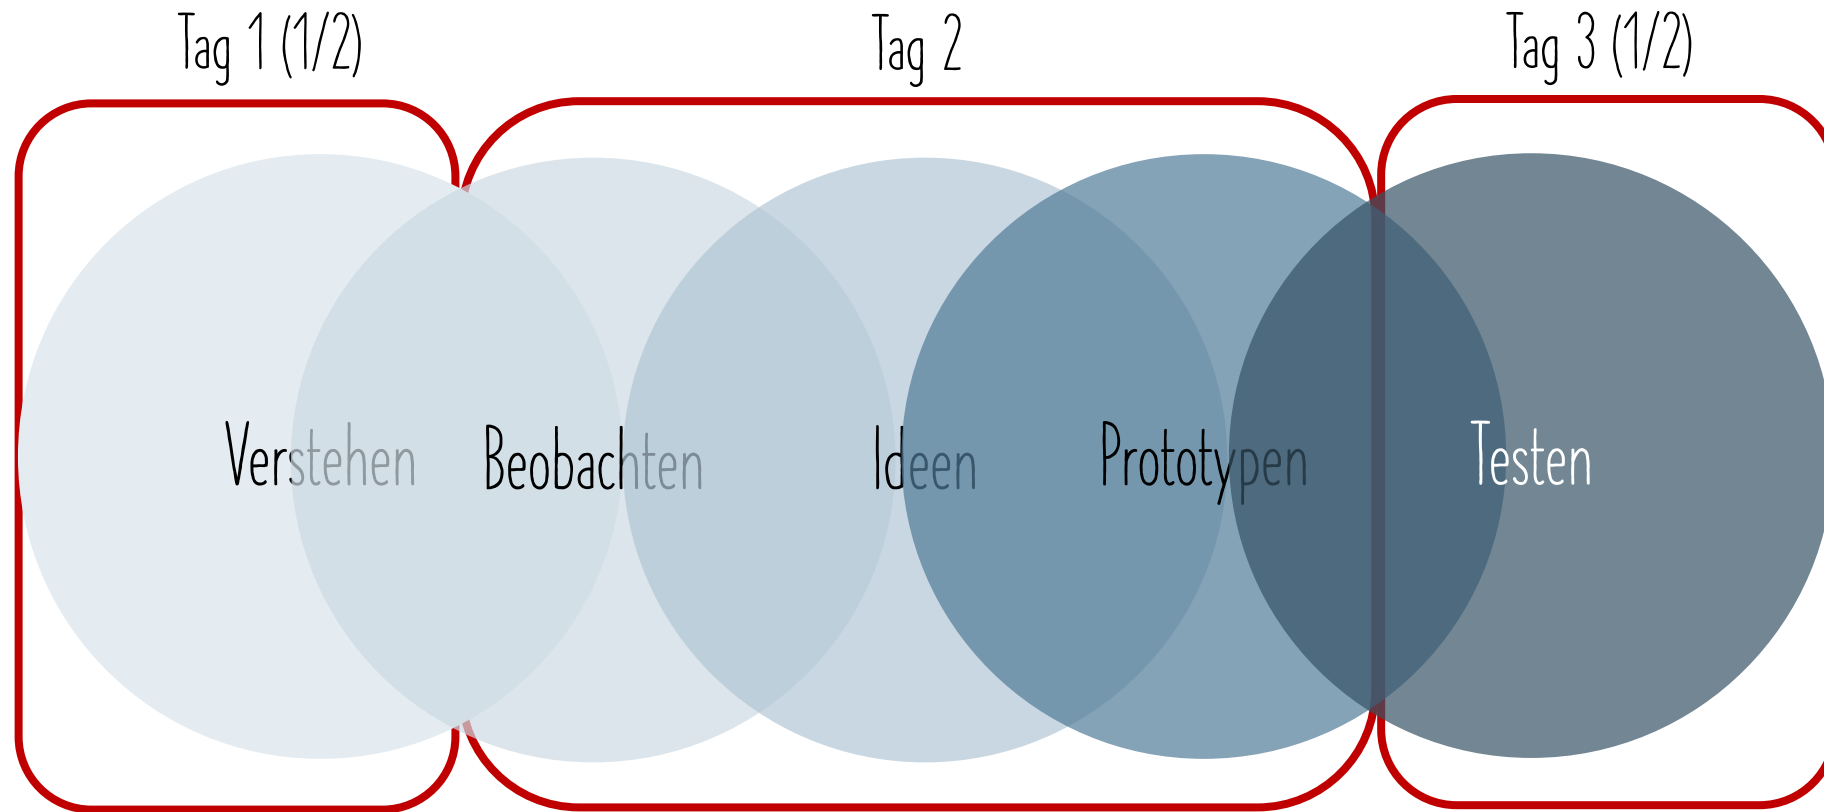 Tag 1 (1/2)
Tag 2
Tag 3 (1/2)
Verstehen
Beobachten
Ideen
Prototypen
Testen